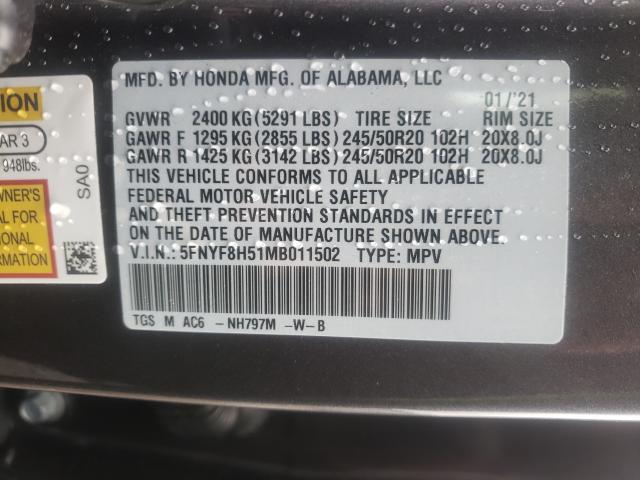 MFD. BY HONDA MFG. OF ALABAMA, LLC
01/'21
GVWR 2400 KG (5291 LBS) TIRE SIZE RIM SIZE
GAWR F 1295 KG (2855 LBS) 245/50R20 102H 20X8.0J
GAWR R 1425 KG (3142 LBS) 245/50R20 102H 20X8.0J
THIS VEHICLE CONFORMS TO ALL APPLICABLE
FEDERAL MOTOR VEHICLE SAFETY
AND THEFT PREVENTION STANDARDS IN EFFECT
ON THE DATE OF MANUFACTURE SHOWN ABOVE.
V.I.N.: 5FNYF8H51MB011502 TYPE: MPV
TGS M AC6 -NH797M -W-B
AR 3
948lbs.
SA0